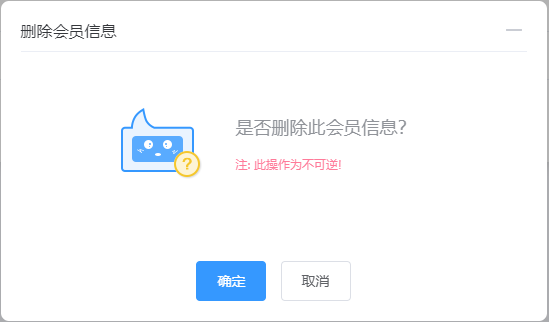 删除会员信息
是否删除此会员信息?
注: 此操作为不可逆!
?
确定
取消